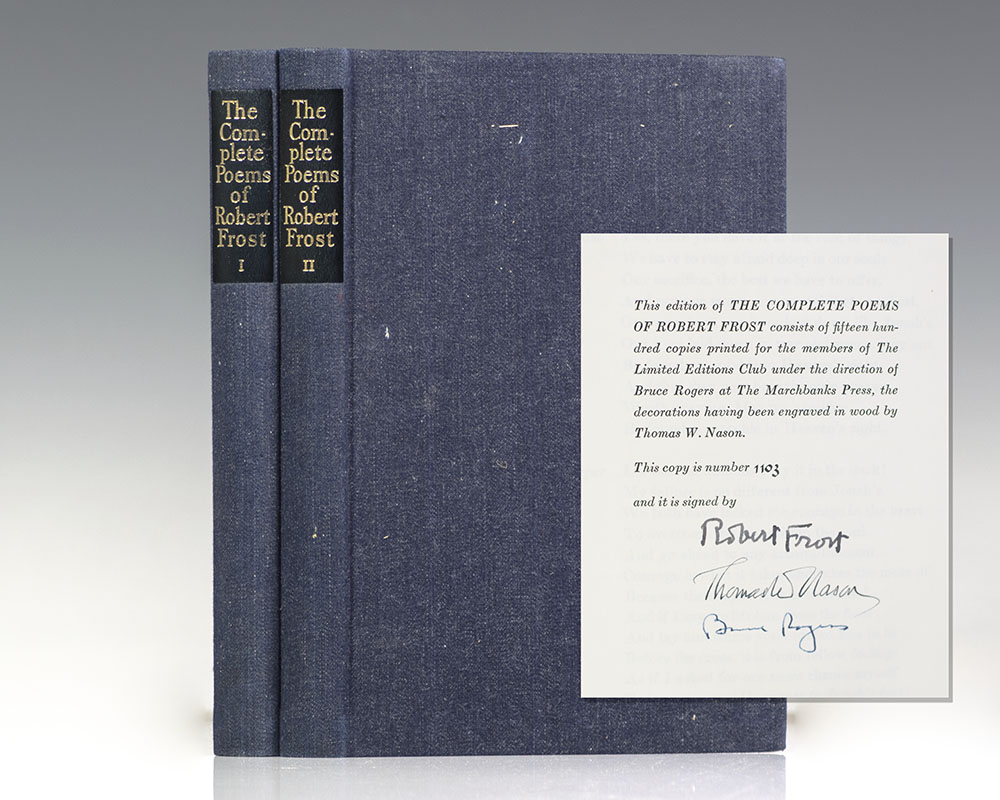 The
Com-
plete
Poems
of
Robert
Frost
I
The
Com-
plete
Poems
of
Robert
Frost
II
This edition of THE COMPLETE POEMS
OF ROBERT FROST consists of fifteen hun-
dred copies printed for the members of The
Limited Editions Club under the direction of
Bruce Rogers at The Marchbanks Press, the
decorations having been engraved in wood by
Thomas W. Nason.
This copy is number 1103
and it is signed by
Robert Frost
Thomas W Nason
Bruce Rogers